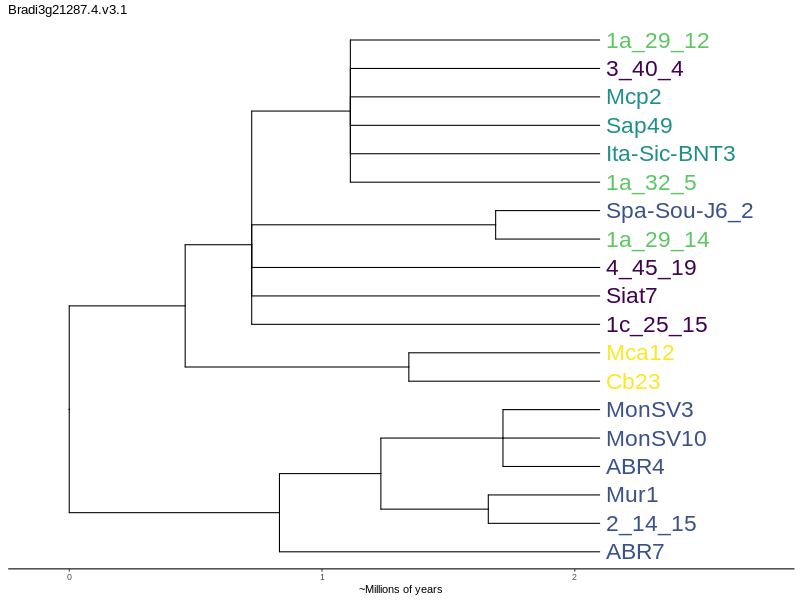 Bradi3g21287.4.v3.1
1a_29_12
3_40_4
Mcp2
Sap49
Ita-Sic-BNT3
1a_32_5
Spa-Sou-J6_2
1a_29_14
4_45_19
Siat7
1c_25_15
Mca12
Cb23
MonSV3
MonSV10
ABR4
Mur1
2_14_15
ABR7
0 1 2
~Millions of years